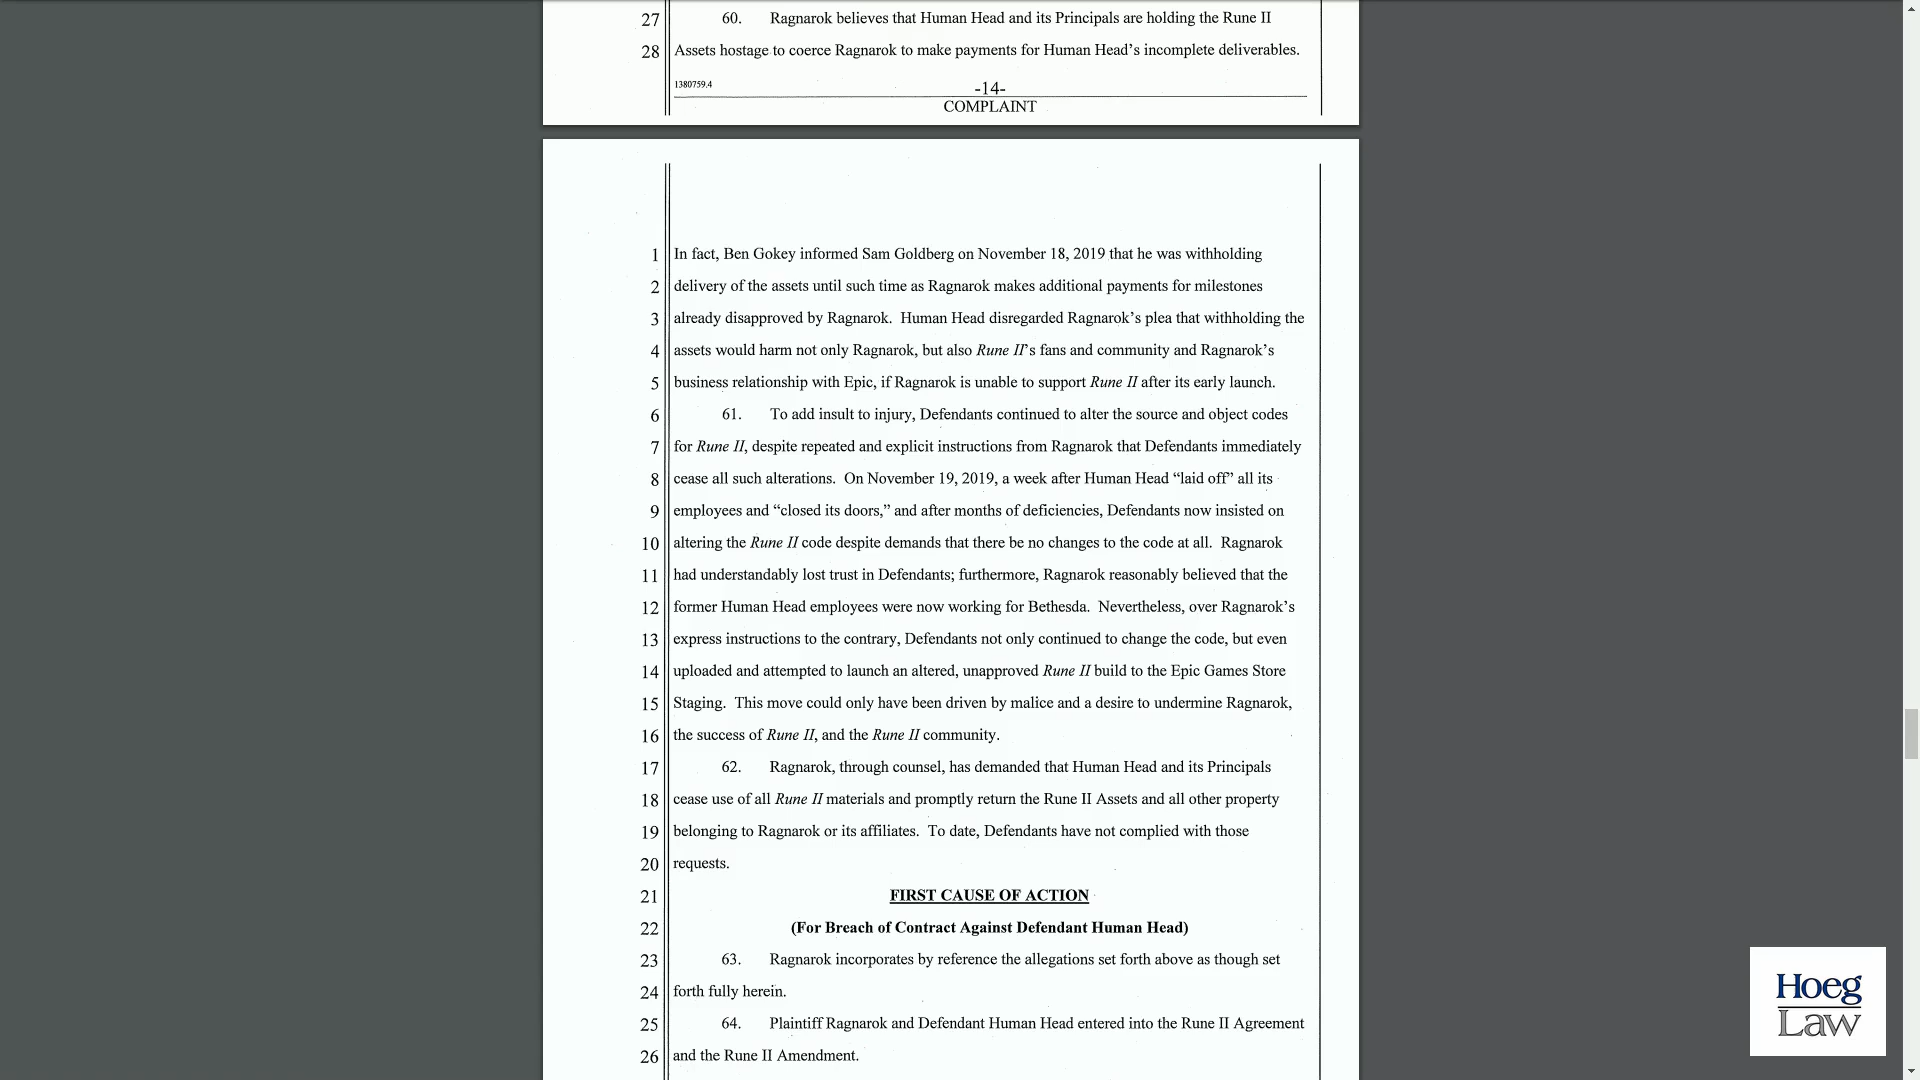 27 60. Ragnarok believes that Human Head and its Principals are holding the Rune II
28 Assets hostage to coerce Ragnarok to make payments for Human Head’s incomplete deliverables.
1380759.4
-14-
COMPLAINT
1 In fact, Ben Gokey informed Sam Goldberg on November 18, 2019 that he was withholding
2 delivery of the assets until such time as Ragnarok makes additional payments for milestones
3 already disapproved by Ragnarok. Human Head disregarded Ragnarok’s plea that withholding the
4 assets would harm not only Ragnarok, but also Rune II’s fans and community and Ragnarok’s
5 business relationship with Epic, if Ragnarok is unable to support Rune II after its early launch.
6 61. To add insult to injury, Defendants continued to alter the source and object codes
7 for Rune II, despite repeated and explicit instructions from Ragnarok that Defendants immediately
8 cease all such alterations. On November 19, 2019, a week after Human Head “laid off” all its
9 employees and “closed its doors,” and after months of deficiencies, Defendants now insisted on
10 altering the Rune II code despite demands that there be no changes to the code at all. Ragnarok
11 had understandably lost trust in Defendants; furthermore, Ragnarok reasonably believed that the
12 former Human Head employees were now working for Bethesda. Nevertheless, over Ragnarok’s
13 express instructions to the contrary, Defendants not only continued to change the code, but even
14 uploaded and attempted to launch an altered, unapproved Rune II build to the Epic Games Store
15 Staging. This move could only have been driven by malice and a desire to undermine Ragnarok,
16 the success of Rune II, and the Rune II community.
17 62. Ragnarok, through counsel, has demanded that Human Head and its Principals
18 cease use of all Rune II materials and promptly return the Rune II Assets and all other property
19 belonging to Ragnarok or its affiliates. To date, Defendants have not complied with those
20 requests.
21 FIRST CAUSE OF ACTION
22 (For Breach of Contract Against Defendant Human Head)
23 63. Ragnarok incorporates by reference the allegations set forth above as though set
24 forth fully herein.
25 64. Plaintiff Ragnarok and Defendant Human Head entered into the Rune II Agreement
26 and the Rune II Amendment.
Hoeg
Law